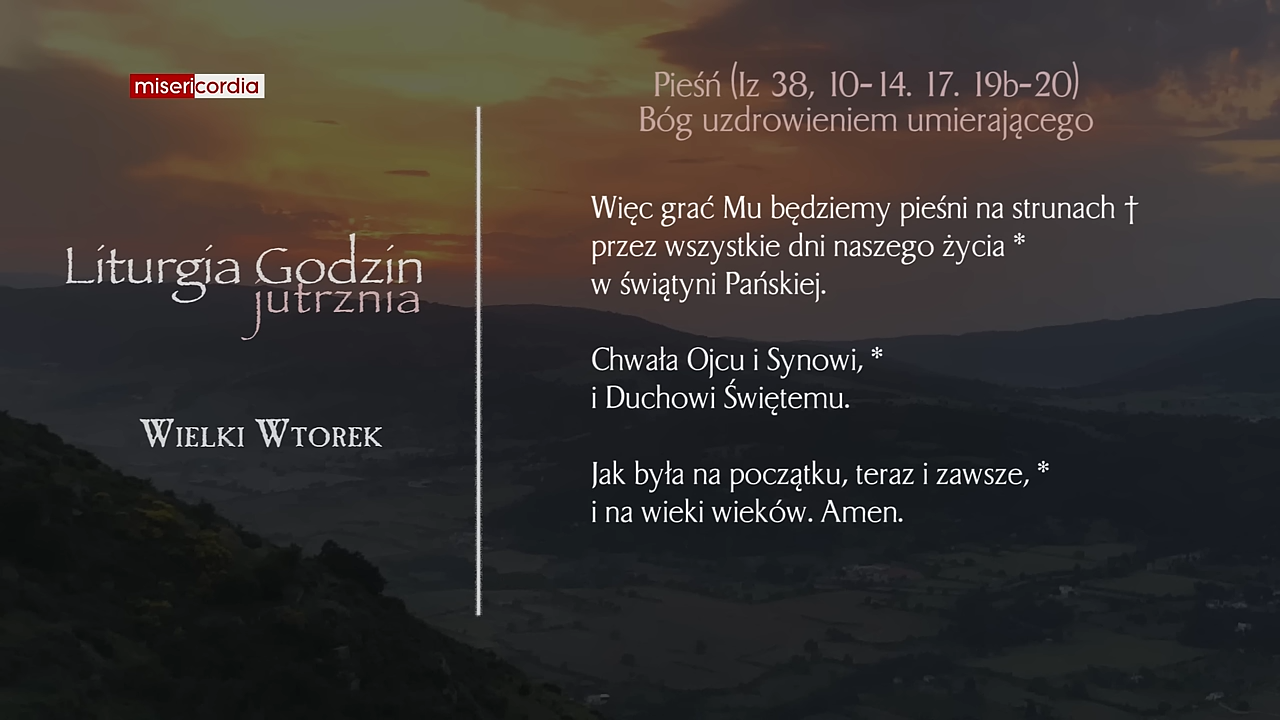 misericordia
Liturgia Godzin
jutrznia
Wielki Wtorek
Pieśń (Iz 38, 10-14. 17. 19b-20)
Bóg uzdrowieniem umierającego
Więc grać Mu będziemy pieśni na strunach †
przez wszystkie dni naszego życia *
w świątyni Pańskiej.
Chwała Ojcu i Synowi, *
i Duchowi Świętemu.
Jak była na początku, teraz i zawsze, *
i na wieki wieków. Amen.